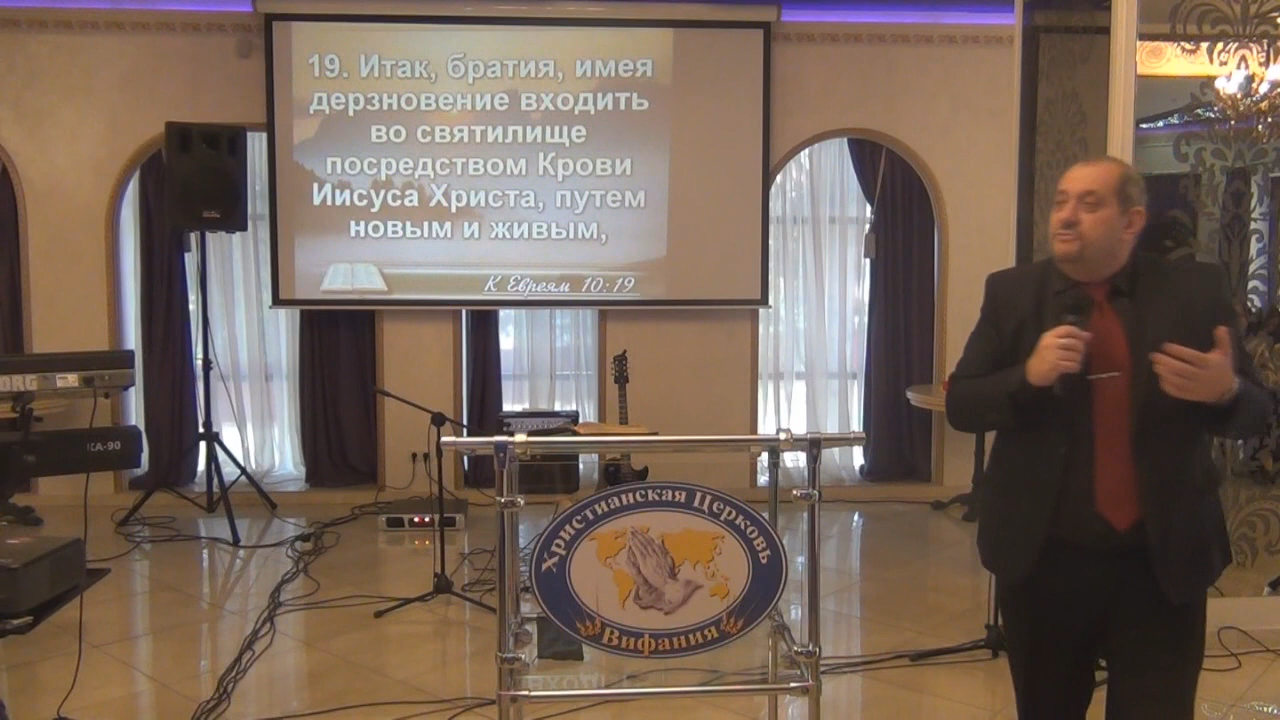 19. Итак, братия, имея
дерзновение входить
во святилище
посредством Крови
Иисуса Христа, путем
новым и живым,
К Евреям 10:19
KORG
KA-90
Христианская Церковь
Вифания